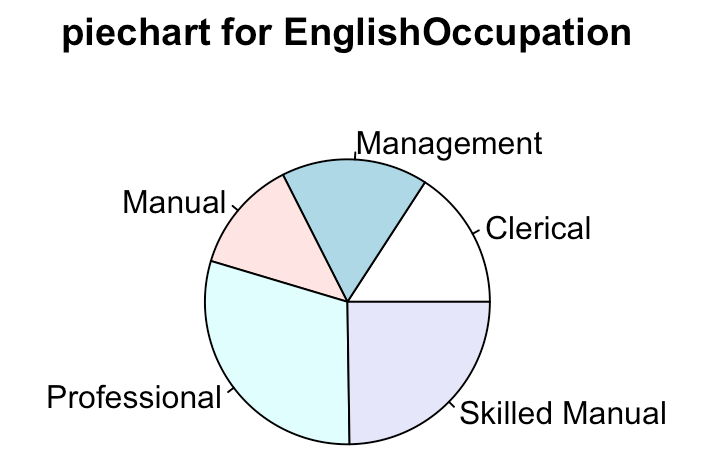 piechart for EnglishOccupation
Management
Manual
Clerical
Professional
Skilled Manual